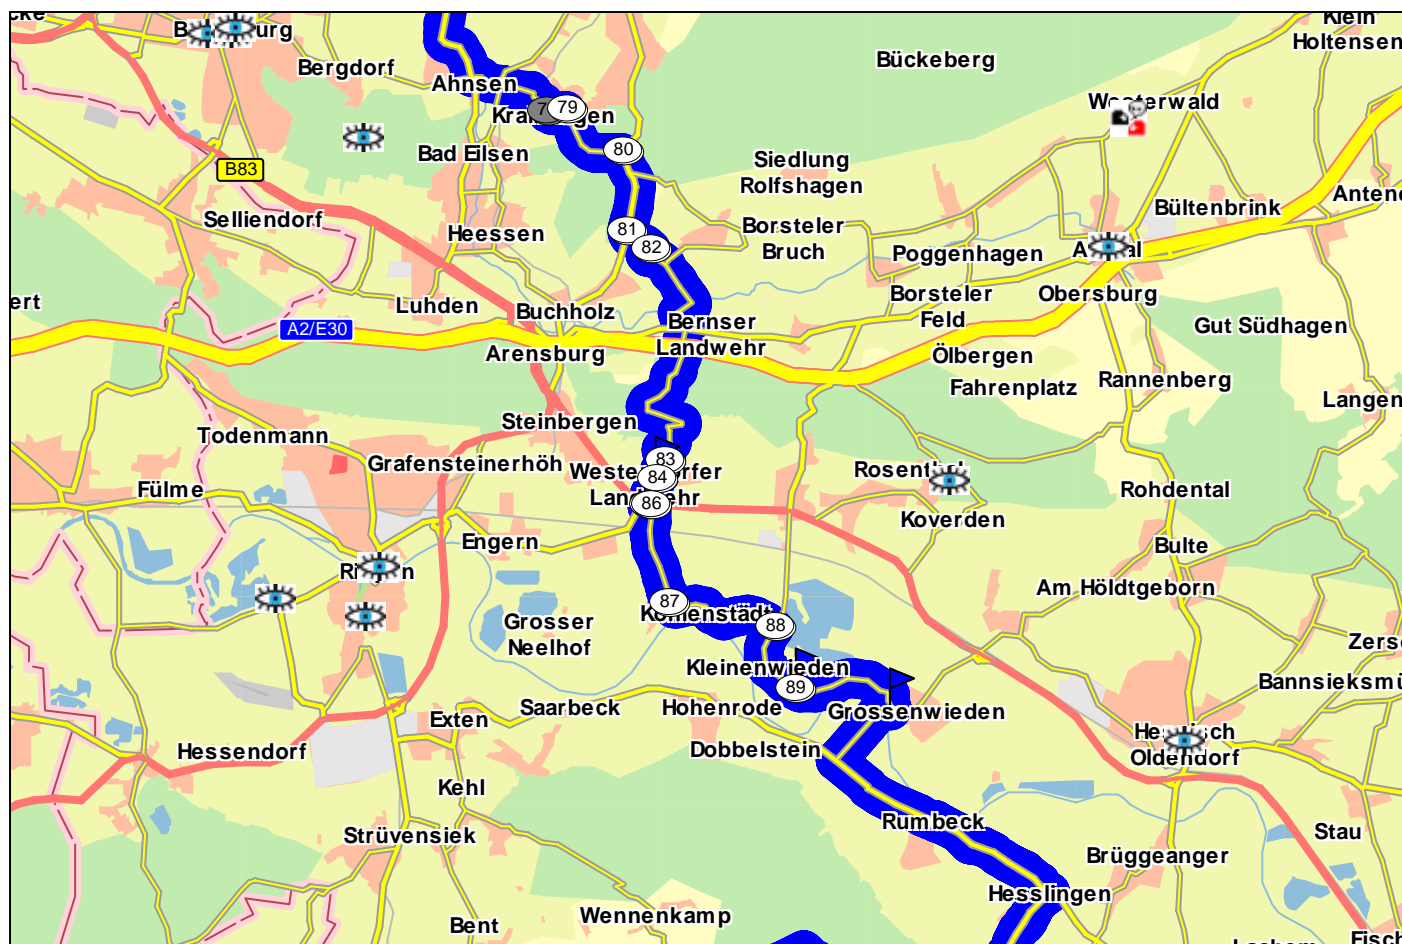 Klein
Holtensen
Bergdorf
Bückeberg
Ahnsen
Westerwald
79
80
Bad Eilsen
Siedlung
Rolfshagen
B83
Selliendorf
Heessen
81
82
Borsteler
Bruch
Bültenbrink
Poggenhagen
Luhden
Buchholz
Borsteler
Feld
Obersburg
A2/E30
Bernser
Landwehr
Gut Südhagen
Arensburg
Ölbergen
Fahrenplatz
Rannenberg
Langen
Steinbergen
Todenmann
Grafensteinerhöh
83
84
86
Fülme
Rohdental
Koverden
Engern
Bulte
Am Höldtgeborn
87
88
Grosser
Neelhof
Kleinenwieden
89
Saarbeck
Hohenrode
Grossenwieden
Exten
Hessendorf
Dobbelstein
Oldendorf
Kehl
Rumbeck
Strüvensiek
Stau
Brüggeanger
Hesslingen
Wennenkamp
Bent